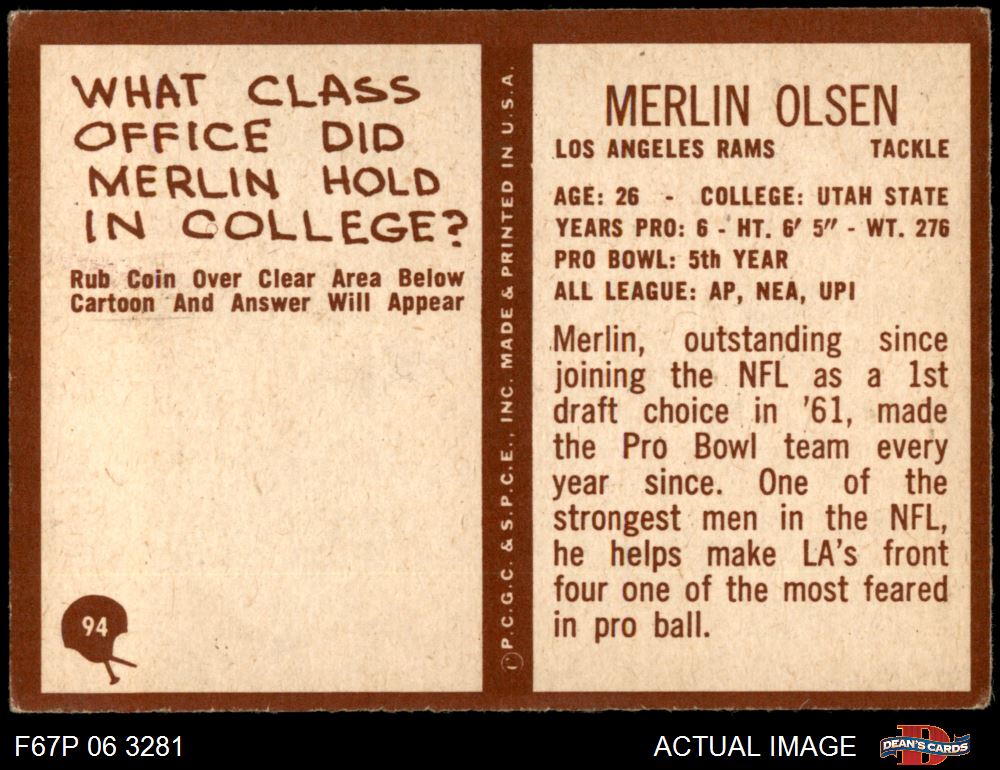 WHAT CLASS
OFFICE DID
MERLIN HOLD
IN COLLEGE?
Rub Coin Over Clear Area Below
Cartoon And Answer Will Appear
94
© P.C.G.C. & S.P.C.E., INC. MADE & PRINTED IN U.S.A.
MERLIN OLSEN
LOS ANGELES RAMS TACKLE
AGE: 26 - COLLEGE: UTAH STATE
YEARS PRO: 6 - HT. 6' 5" - WT. 276
PRO BOWL: 5th YEAR
ALL LEAGUE: AP, NEA, UPI
Merlin, outstanding since
joining the NFL as a 1st
draft choice in '61, made
the Pro Bowl team every
year since. One of the
strongest men in the NFL,
he helps make LA's front
four one of the most feared
in pro ball.
F67P 06 3281
ACTUAL IMAGE
D
DEAN'S CARDS